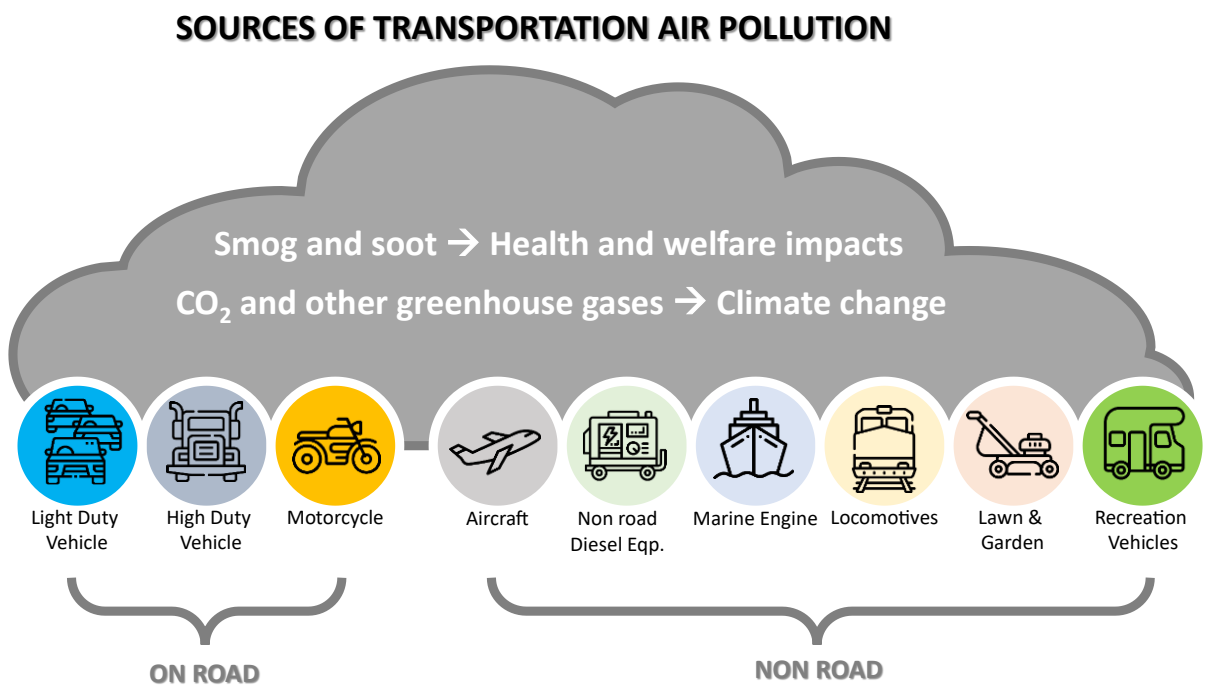 SOURCES OF TRANSPORTATION AIR POLLUTION
Smog and soot → Health and welfare impacts
CO₂ and other greenhouse gases → Climate change
Light Duty
Vehicle
High Duty
Vehicle
Motorcycle
Aircraft
Non road
Diesel Eqp.
Marine Engine
Locomotives
Lawn &
Garden
Recreation
Vehicles
ON ROAD
NON ROAD